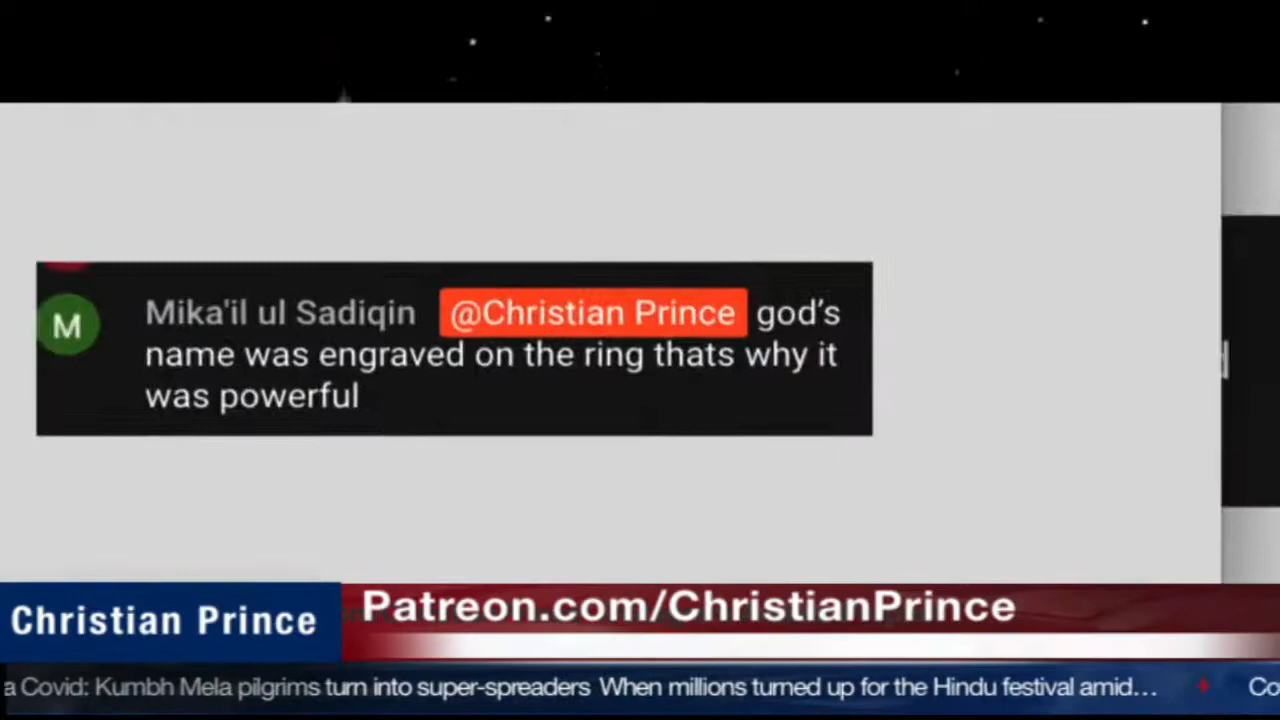 M
Mika'il ul Sadiqin @Christian Prince god’s
name was engraved on the ring thats why it
was powerful
Christian Prince
Patreon.com/ChristianPrince
a Covid: Kumbh Mela pilgrims turn into super-spreaders When millions turned up for the Hindu festival amid… Co